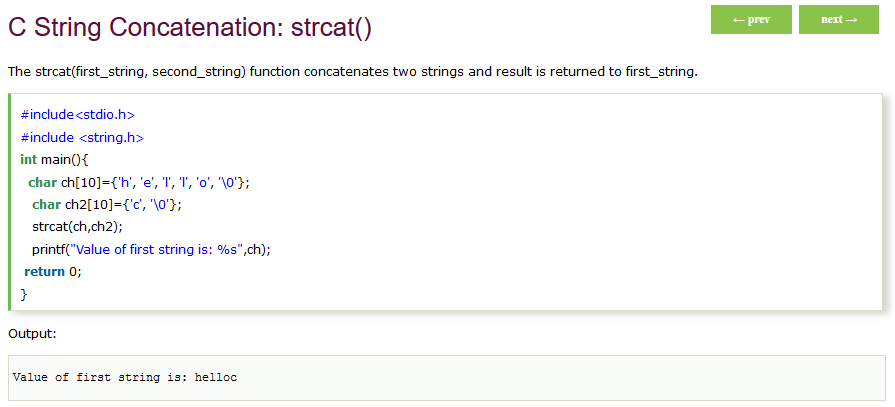 C String Concatenation: strcat()
← prev
next →
The strcat(first_string, second_string) function concatenates two strings and result is returned to first_string.
#include<stdio.h>
#include <string.h>
int main(){
char ch[10]={'h', 'e', 'l', 'l', 'o', '\0'};
char ch2[10]={'c', '\0'};
strcat(ch,ch2);
printf("Value of first string is: %s",ch);
return 0;
}
Output:
Value of first string is: helloc